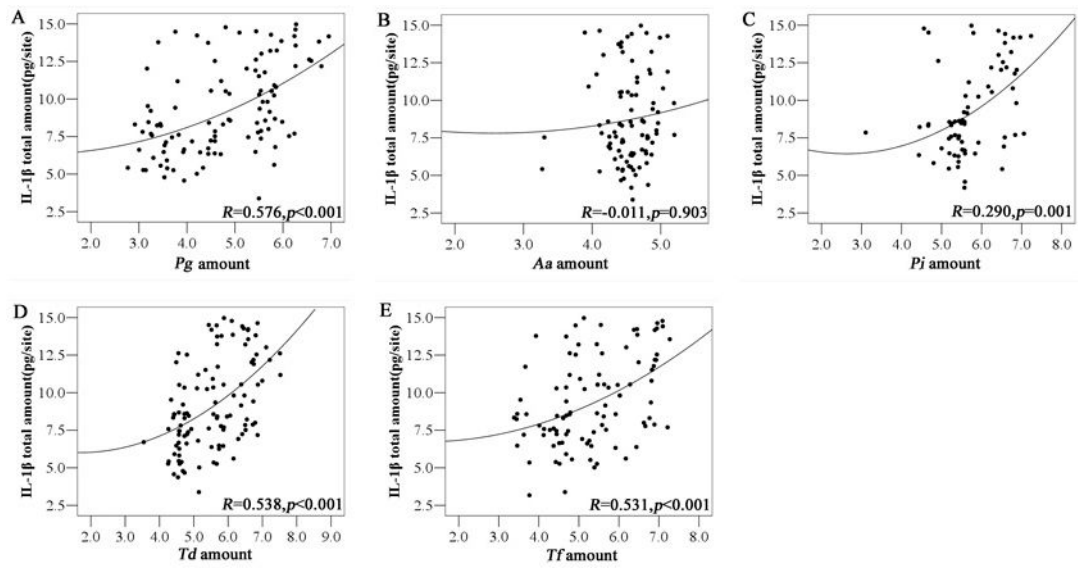 A
IL-1β total amount(pg/site)
15.0
12.5
10.0
7.5
5.0
2.5
R=0.576,p<0.001
2.0 3.0 4.0 5.0 6.0 7.0
Pg amount
B
IL-1β total amount(pg/site)
15.0
12.5
10.0
7.5
5.0
2.5
R=-0.011,p=0.903
2.0 3.0 4.0 5.0
Aa amount
C
IL-1β total amount(pg/site)
15.0
12.5
10.0
7.5
5.0
2.5
R=0.290,p=0.001
2.0 3.0 4.0 5.0 6.0 7.0 8.0
Pi amount
D
IL-1β total amount(pg/site)
15.0
12.5
10.0
7.5
5.0
2.5
R=0.538,p<0.001
2.0 3.0 4.0 5.0 6.0 7.0 8.0 9.0
Td amount
E
IL-1β total amount(pg/site)
15.0
12.5
10.0
7.5
5.0
2.5
R=0.531,p<0.001
2.0 3.0 4.0 5.0 6.0 7.0 8.0
Tf amount